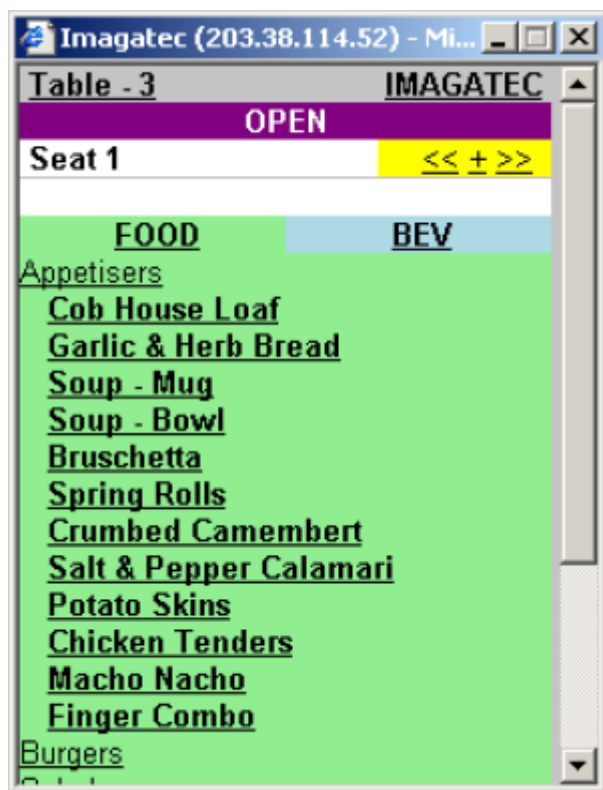 Imagatec (203.38.114.52) - Mi...
Table - 3 IMAGATEC
OPEN
Seat 1 << + >>
FOOD BEV
Appetisers
Cob House Loaf
Garlic & Herb Bread
Soup - Mug
Soup - Bowl
Bruschetta
Spring Rolls
Crumbed Camembert
Salt & Pepper Calamari
Potato Skins
Chicken Tenders
Macho Nacho
Finger Combo
Burgers